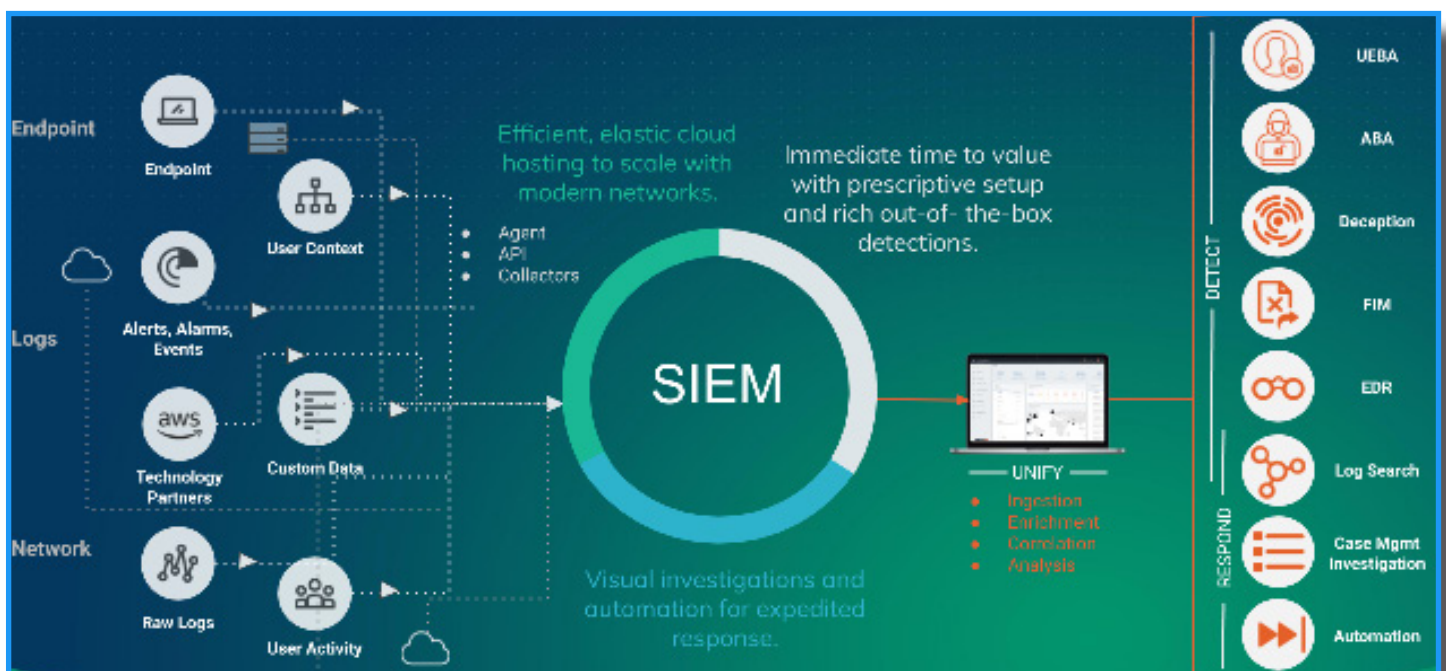 Endpoint
Endpoint
User Context
Logs
Alerts, Alarms,
Events
aws
Technology
Partners
Custom Data
Network
Raw Logs
User Activity
Efficient, elastic cloud
hosting to scale with
modern networks.
• Agent
• API
• Collectors
Immediate time to value
with prescriptive setup
and rich out-of- the-box
detections.
SIEM
Visual investigations and
automation for expedited
response.
UNIFY
• Ingestion
• Enrichment
• Correlation
• Analysis
DETECT
RESPOND
UEBA
ABA
Deception
FIM
EDR
Log Search
Case Mgmt
Investigation
Automation